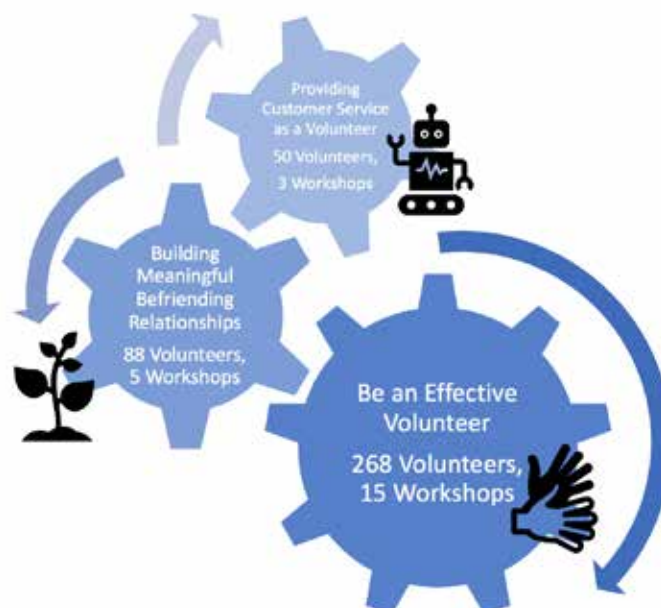 Providing
Customer Service
as a Volunteer
50 Volunteers,
3 Workshops
Building
Meaningful
Befriending
Relationships
88 Volunteers,
5 Workshops
Be an Effective
Volunteer
268 Volunteers,
15 Workshops